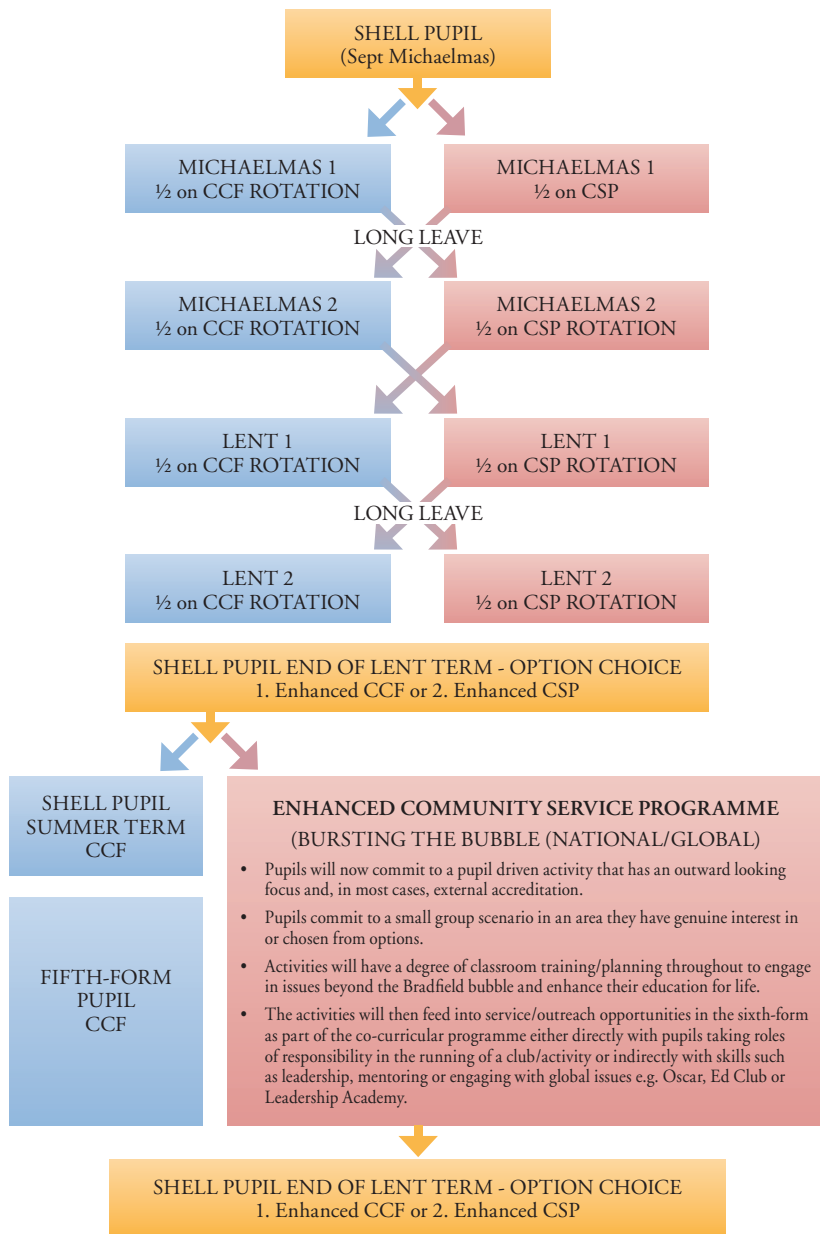 SHELL PUPIL
(Sept Michaelmas)
MICHAELMAS 1
½ on CCF ROTATION
MICHAELMAS 1
½ on CSP
LONG LEAVE
MICHAELMAS 2
½ on CCF ROTATION
MICHAELMAS 2
½ on CSP ROTATION
LENT 1
½ on CCF ROTATION
LENT 1
½ on CSP ROTATION
LONG LEAVE
LENT 2
½ on CCF ROTATION
LENT 2
½ on CSP ROTATION
SHELL PUPIL END OF LENT TERM - OPTION CHOICE
1. Enhanced CCF or 2. Enhanced CSP
SHELL PUPIL
SUMMER TERM
CCF
FIFTH-FORM
PUPIL
CCF
ENHANCED COMMUNITY SERVICE PROGRAMME
(BURSTING THE BUBBLE (NATIONAL/GLOBAL)
• Pupils will now commit to a pupil driven activity that has an outward looking
focus and, in most cases, external accreditation.
• Pupils commit to a small group scenario in an area they have genuine interest in
or chosen from options.
• Activities will have a degree of classroom training/planning throughout to engage
in issues beyond the Bradfield bubble and enhance their education for life.
• The activities will then feed into service/outreach opportunities in the sixth-form
as part of the co-curricular programme either directly with pupils taking roles
of responsibility in the running of a club/activity or indirectly with skills such
as leadership, mentoring or engaging with global issues e.g. Oscar, Ed Club or
Leadership Academy.
SHELL PUPIL END OF LENT TERM - OPTION CHOICE
1. Enhanced CCF or 2. Enhanced CSP